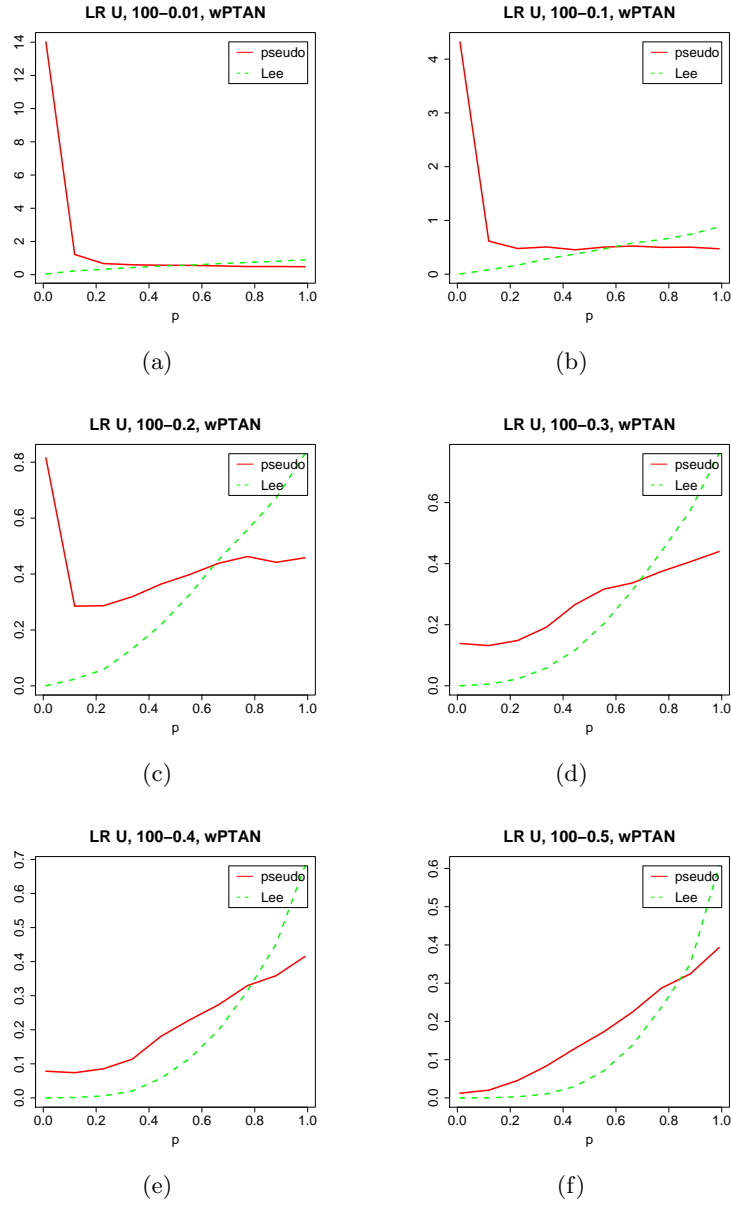 LR U, 100−0.01, wPTAN
pseudo
Lee
14
12
10
8
6
4
2
0
0.0 0.2 0.4 0.6 0.8 1.0
p
(a)
LR U, 100−0.1, wPTAN
pseudo
Lee
4
3
2
1
0
0.0 0.2 0.4 0.6 0.8 1.0
p
(b)
LR U, 100−0.2, wPTAN
pseudo
Lee
0.8
0.6
0.4
0.2
0.0
0.0 0.2 0.4 0.6 0.8 1.0
p
(c)
LR U, 100−0.3, wPTAN
pseudo
Lee
0.6
0.4
0.2
0.0
0.0 0.2 0.4 0.6 0.8 1.0
p
(d)
LR U, 100−0.4, wPTAN
pseudo
Lee
0.7
0.6
0.5
0.4
0.3
0.2
0.1
0.0
0.0 0.2 0.4 0.6 0.8 1.0
p
(e)
LR U, 100−0.5, wPTAN
pseudo
Lee
0.6
0.5
0.4
0.3
0.2
0.1
0.0
0.0 0.2 0.4 0.6 0.8 1.0
p
(f)